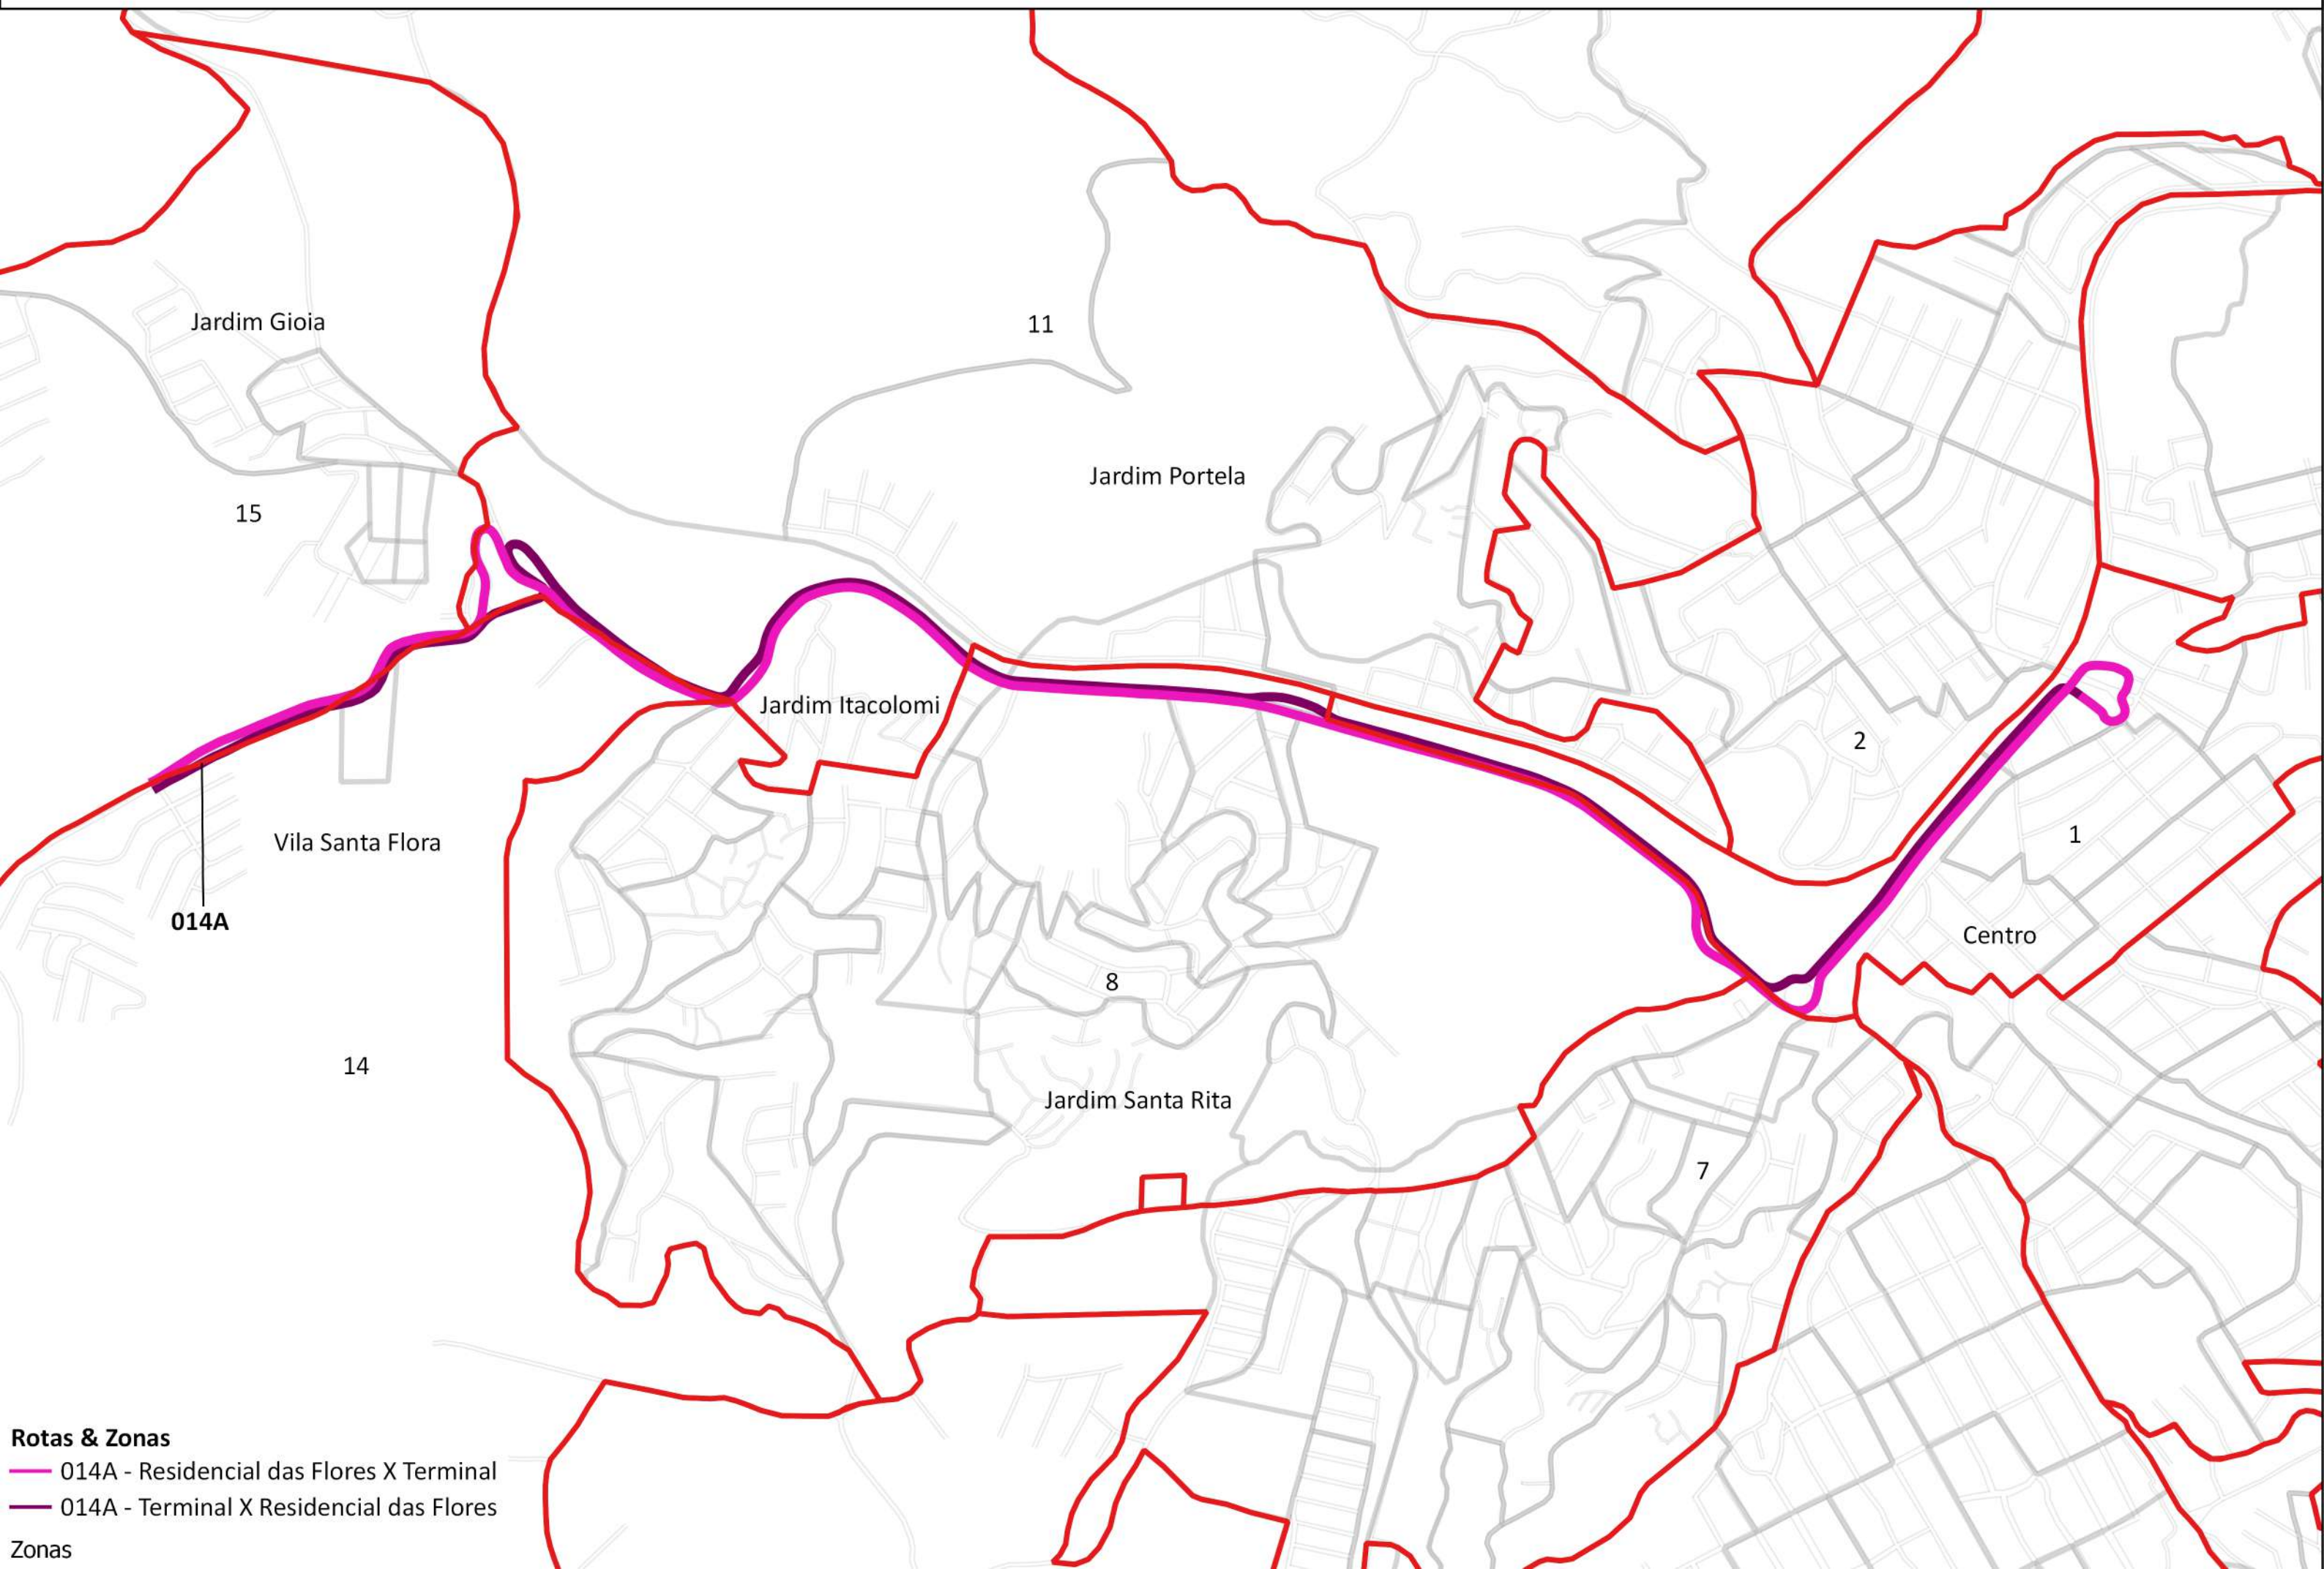 Jardim Gioia
11
Jardim Portela
15
Jardim Itacolomi
2
1
Vila Santa Flora
014A
Centro
8
14
Jardim Santa Rita
7
Rotas & Zonas
014A - Residencial das Flores X Terminal
014A - Terminal X Residencial das Flores
Zonas